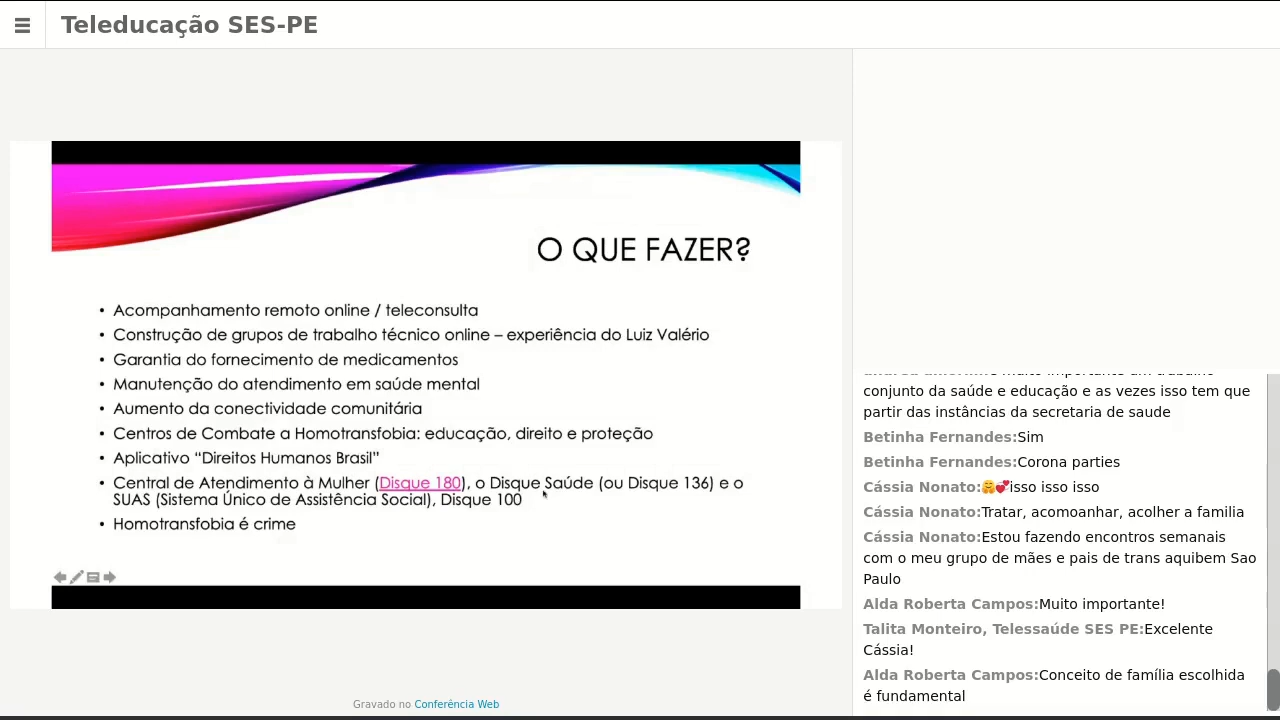 Teleducação SES-PE
O QUE FAZER?
• Acompanhamento remoto online / teleconsulta
• Construção de grupos de trabalho técnico online – experiência do Luiz Valério
• Garantia do fornecimento de medicamentos
• Manutenção do atendimento em saúde mental
• Aumento da conectividade comunitária
• Centros de Combate a Homotransfobia: educação, direito e proteção
• Aplicativo “Direitos Humanos Brasil”
• Central de Atendimento à Mulher (Disque 180), o Disque Saúde (ou Disque 136) e o
SUAS (Sistema Único de Assistência Social), Disque 100
• Homotransfobia é crime
Gravado no Conferência Web
conjunto da saúde e educação e as vezes isso tem que
partir das instâncias da secretaria de saude
Betinha Fernandes:Sim
Betinha Fernandes:Corona parties
Cássia Nonato:🤗💕isso isso isso
Cássia Nonato:Tratar, acomoanhar, acolher a familia
Cássia Nonato:Estou fazendo encontros semanais
com o meu grupo de mães e pais de trans aquibem Sao
Paulo
Alda Roberta Campos:Muito importante!
Talita Monteiro, Telessaúde SES PE:Excelente
Cássia!
Alda Roberta Campos:Conceito de família escolhida
é fundamental